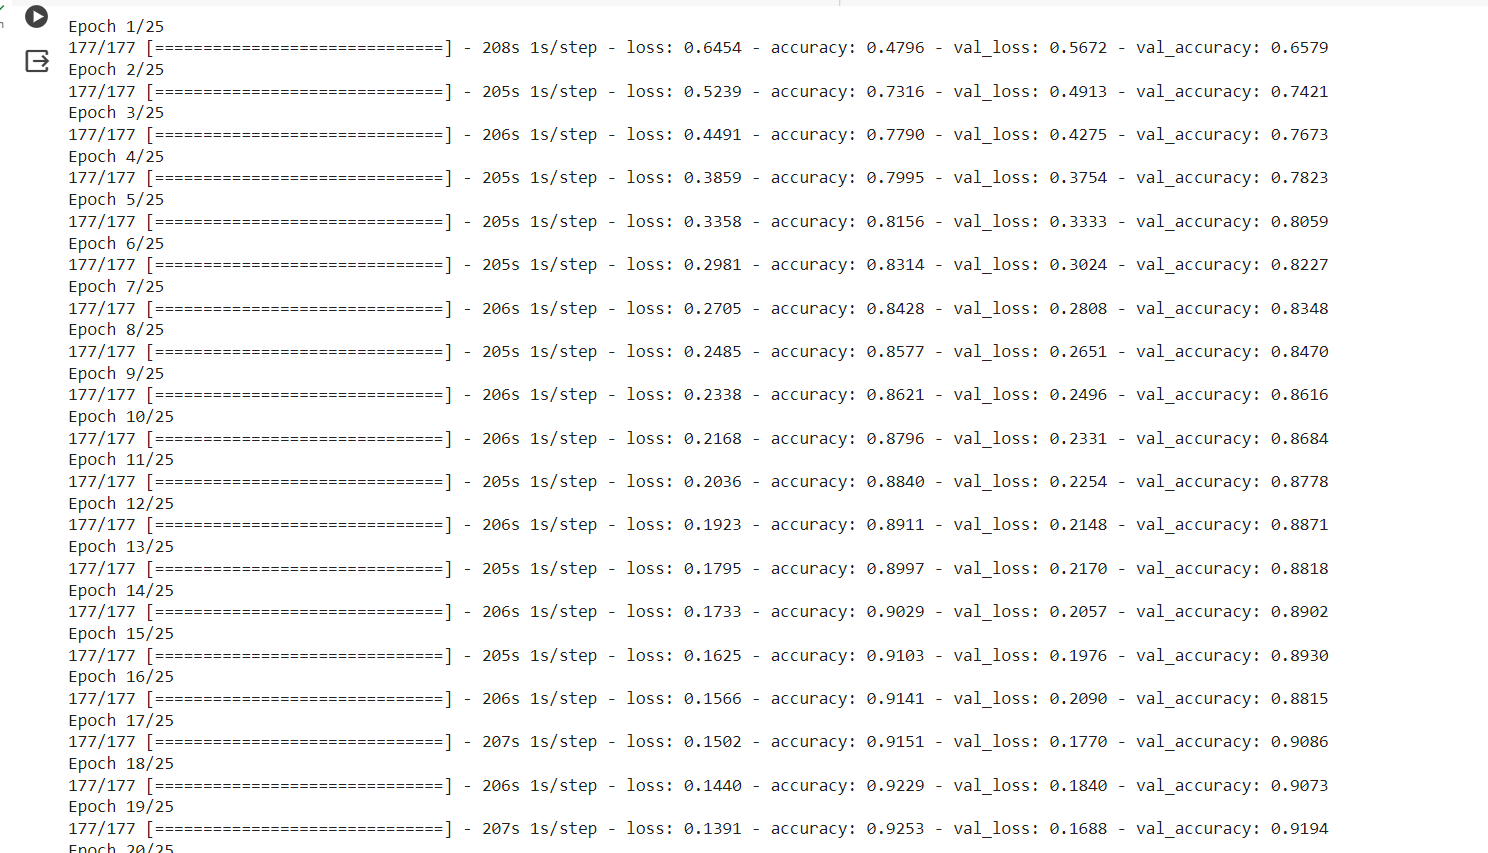 Epoch 1/25
177/177 [==============================] - 208s 1s/step - loss: 0.6454 - accuracy: 0.4796 - val_loss: 0.5672 - val_accuracy: 0.6579
Epoch 2/25
177/177 [==============================] - 205s 1s/step - loss: 0.5239 - accuracy: 0.7316 - val_loss: 0.4913 - val_accuracy: 0.7421
Epoch 3/25
177/177 [==============================] - 206s 1s/step - loss: 0.4491 - accuracy: 0.7790 - val_loss: 0.4275 - val_accuracy: 0.7673
Epoch 4/25
177/177 [==============================] - 205s 1s/step - loss: 0.3859 - accuracy: 0.7995 - val_loss: 0.3754 - val_accuracy: 0.7823
Epoch 5/25
177/177 [==============================] - 205s 1s/step - loss: 0.3358 - accuracy: 0.8156 - val_loss: 0.3333 - val_accuracy: 0.8059
Epoch 6/25
177/177 [==============================] - 205s 1s/step - loss: 0.2981 - accuracy: 0.8314 - val_loss: 0.3024 - val_accuracy: 0.8227
Epoch 7/25
177/177 [==============================] - 206s 1s/step - loss: 0.2705 - accuracy: 0.8428 - val_loss: 0.2808 - val_accuracy: 0.8348
Epoch 8/25
177/177 [==============================] - 205s 1s/step - loss: 0.2485 - accuracy: 0.8577 - val_loss: 0.2651 - val_accuracy: 0.8470
Epoch 9/25
177/177 [==============================] - 206s 1s/step - loss: 0.2338 - accuracy: 0.8621 - val_loss: 0.2496 - val_accuracy: 0.8616
Epoch 10/25
177/177 [==============================] - 206s 1s/step - loss: 0.2168 - accuracy: 0.8796 - val_loss: 0.2331 - val_accuracy: 0.8684
Epoch 11/25
177/177 [==============================] - 205s 1s/step - loss: 0.2036 - accuracy: 0.8840 - val_loss: 0.2254 - val_accuracy: 0.8778
Epoch 12/25
177/177 [==============================] - 206s 1s/step - loss: 0.1923 - accuracy: 0.8911 - val_loss: 0.2148 - val_accuracy: 0.8871
Epoch 13/25
177/177 [==============================] - 205s 1s/step - loss: 0.1795 - accuracy: 0.8997 - val_loss: 0.2170 - val_accuracy: 0.8818
Epoch 14/25
177/177 [==============================] - 206s 1s/step - loss: 0.1733 - accuracy: 0.9029 - val_loss: 0.2057 - val_accuracy: 0.8902
Epoch 15/25
177/177 [==============================] - 205s 1s/step - loss: 0.1625 - accuracy: 0.9103 - val_loss: 0.1976 - val_accuracy: 0.8930
Epoch 16/25
177/177 [==============================] - 206s 1s/step - loss: 0.1566 - accuracy: 0.9141 - val_loss: 0.2090 - val_accuracy: 0.8815
Epoch 17/25
177/177 [==============================] - 207s 1s/step - loss: 0.1502 - accuracy: 0.9151 - val_loss: 0.1770 - val_accuracy: 0.9086
Epoch 18/25
177/177 [==============================] - 206s 1s/step - loss: 0.1440 - accuracy: 0.9229 - val_loss: 0.1840 - val_accuracy: 0.9073
Epoch 19/25
177/177 [==============================] - 207s 1s/step - loss: 0.1391 - accuracy: 0.9253 - val_loss: 0.1688 - val_accuracy: 0.9194
Epoch 20/25